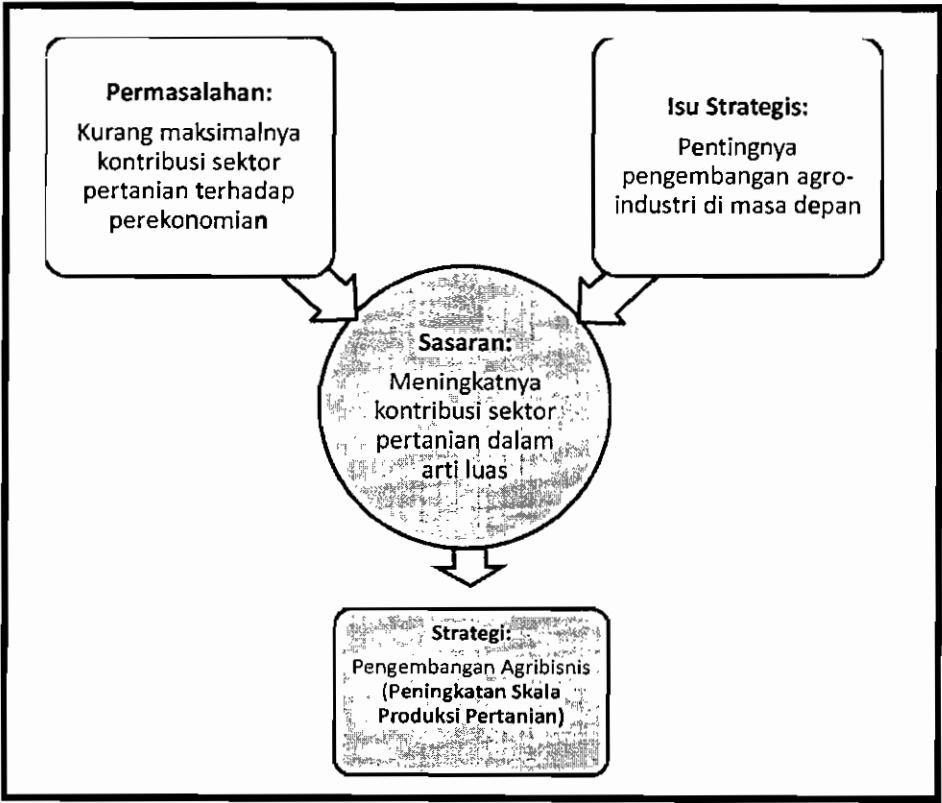 Permasalahan:
Kurang maksimalnya
kontribusi sektor
pertanian terhadap
perekonomian
Isu Strategis:
Pentingnya
pengembangan agro-
industri di masa depan
Sasaran:
Meningkatnya
kontribusi sektor
pertanian dalam
arti luas
Strategi:
Pengembangan Agribisnis
(Peningkatan Skala
Produksi Pertanian)